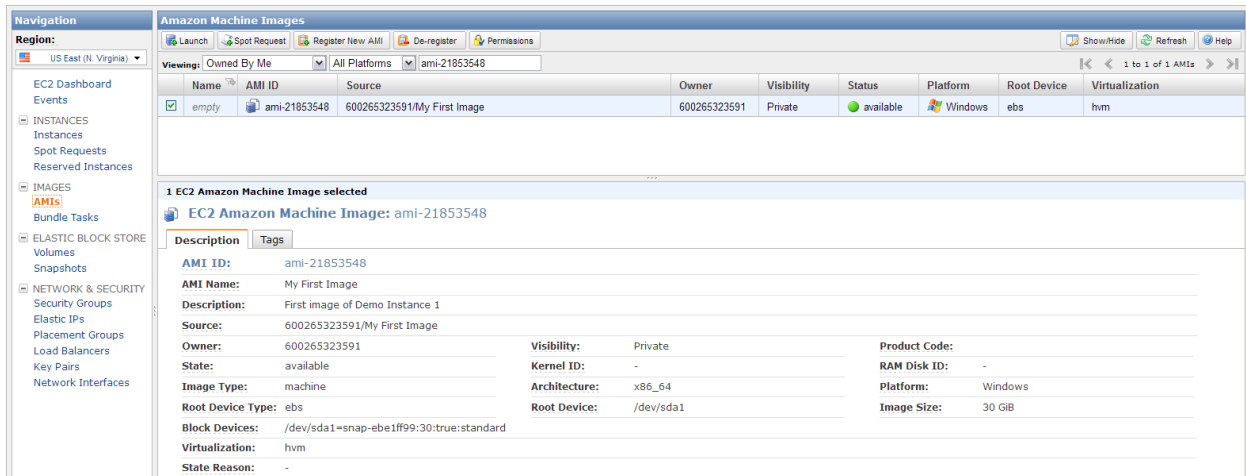 Navigation
Region:
US East (N. Virginia)
EC2 Dashboard
Events
INSTANCES
Instances
Spot Requests
Reserved Instances
IMAGES
AMIs
Bundle Tasks
ELASTIC BLOCK STORE
Volumes
Snapshots
NETWORK & SECURITY
Security Groups
Elastic IPs
Placement Groups
Load Balancers
Key Pairs
Network Interfaces
Amazon Machine Images
Launch Spot Request Register New AMI De-register Permissions Show/Hide Refresh Help
Viewing: Owned By Me All Platforms ami-21853548 1 to 1 of 1 AMIs
Name AMI ID Source Owner Visibility Status Platform Root Device Virtualization
empty ami-21853548 600265323591/My First Image 600265323591 Private available Windows ebs hvm
1 EC2 Amazon Machine Image selected
EC2 Amazon Machine Image: ami-21853548
Description Tags
AMI ID: ami-21853548
AMI Name: My First Image
Description: First image of Demo Instance 1
Source: 600265323591/My First Image
Owner: 600265323591 Visibility: Private Product Code:
State: available Kernel ID: - RAM Disk ID: -
Image Type: machine Architecture: x86_64 Platform: Windows
Root Device Type: ebs Root Device: /dev/sda1 Image Size: 30 GiB
Block Devices: /dev/sda1=snap-ebe1ff99:30:true:standard
Virtualization: hvm
State Reason: -